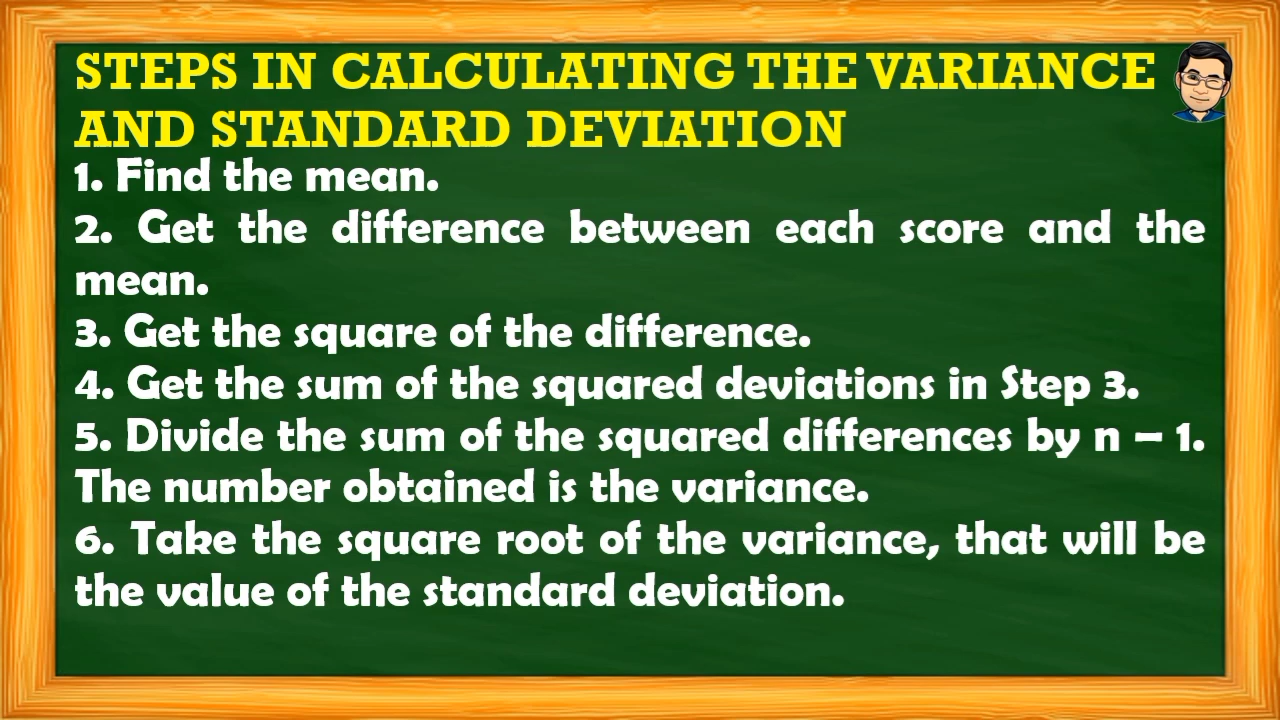 STEPS IN CALCULATING THE VARIANCE
AND STANDARD DEVIATION
1. Find the mean.
2. Get the difference between each score and the
mean.
3. Get the square of the difference.
4. Get the sum of the squared deviations in Step 3.
5. Divide the sum of the squared differences by n – 1.
The number obtained is the variance.
6. Take the square root of the variance, that will be
the value of the standard deviation.